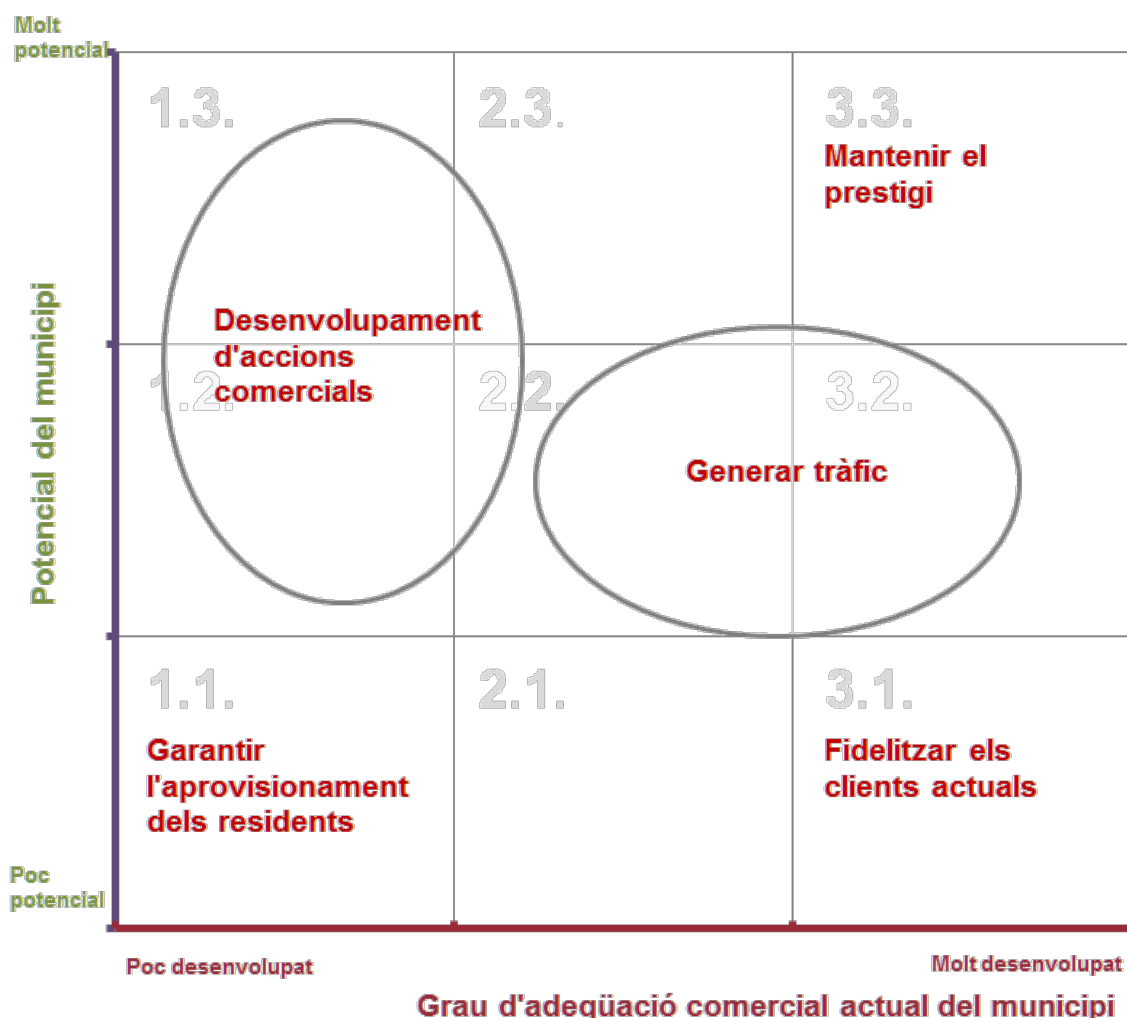 Molt
potencial
1.3.
2.3.
3.3.
Mantenir el
prestigi
Potencial del municipi
Desenvolupament
d'accions
comercials
1.2.
2.2.
3.2.
Generar tràfic
1.1.
2.1.
3.1.
Garantir
l'aprovisionament
dels residents
Fidelitzar els
clients actuals
Poc
potencial
Poc desenvolupat
Molt desenvolupat
Grau d'adeqüació comercial actual del municipi